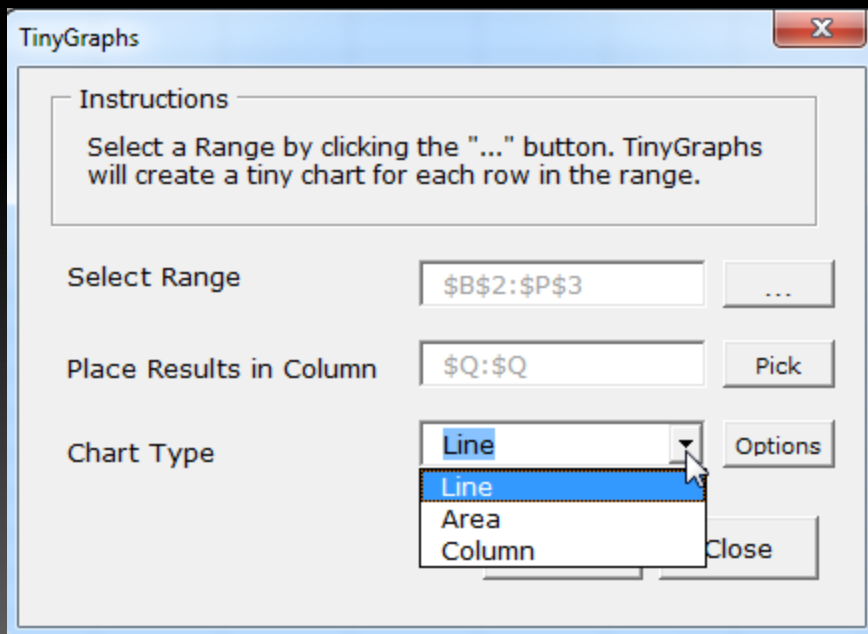 TinyGraphs
Instructions
Select a Range by clicking the "..." button. TinyGraphs
will create a tiny chart for each row in the range.
Select Range
$B$2:$P$3
...
Place Results in Column
$Q:$Q
Pick
Chart Type
Line
Options
Line
Area
Column
Close